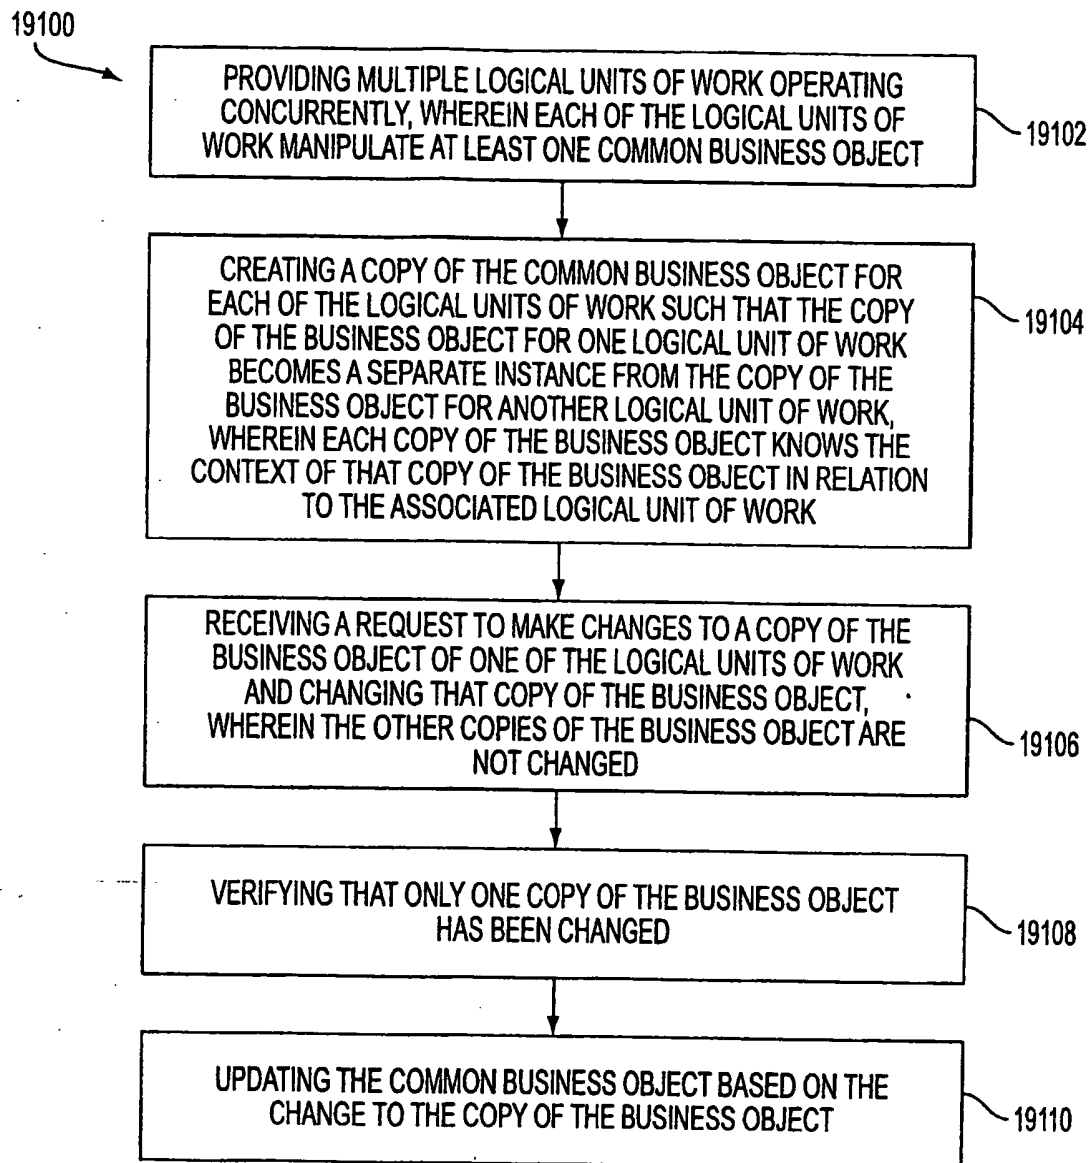 19100
PROVIDING MULTIPLE LOGICAL UNITS OF WORK OPERATING
CONCURRENTLY, WHEREIN EACH OF THE LOGICAL UNITS OF
WORK MANIPULATE AT LEAST ONE COMMON BUSINESS OBJECT
19102
CREATING A COPY OF THE COMMON BUSINESS OBJECT FOR
EACH OF THE LOGICAL UNITS OF WORK SUCH THAT THE COPY
OF THE BUSINESS OBJECT FOR ONE LOGICAL UNIT OF WORK
BECOMES A SEPARATE INSTANCE FROM THE COPY OF THE
BUSINESS OBJECT FOR ANOTHER LOGICAL UNIT OF WORK,
WHEREIN EACH COPY OF THE BUSINESS OBJECT KNOWS THE
CONTEXT OF THAT COPY OF THE BUSINESS OBJECT IN RELATION
TO THE ASSOCIATED LOGICAL UNIT OF WORK
19104
RECEIVING A REQUEST TO MAKE CHANGES TO A COPY OF THE
BUSINESS OBJECT OF ONE OF THE LOGICAL UNITS OF WORK
AND CHANGING THAT COPY OF THE BUSINESS OBJECT,
WHEREIN THE OTHER COPIES OF THE BUSINESS OBJECT ARE
NOT CHANGED
19106
VERIFYING THAT ONLY ONE COPY OF THE BUSINESS OBJECT
HAS BEEN CHANGED
19108
UPDATING THE COMMON BUSINESS OBJECT BASED ON THE
CHANGE TO THE COPY OF THE BUSINESS OBJECT
19110